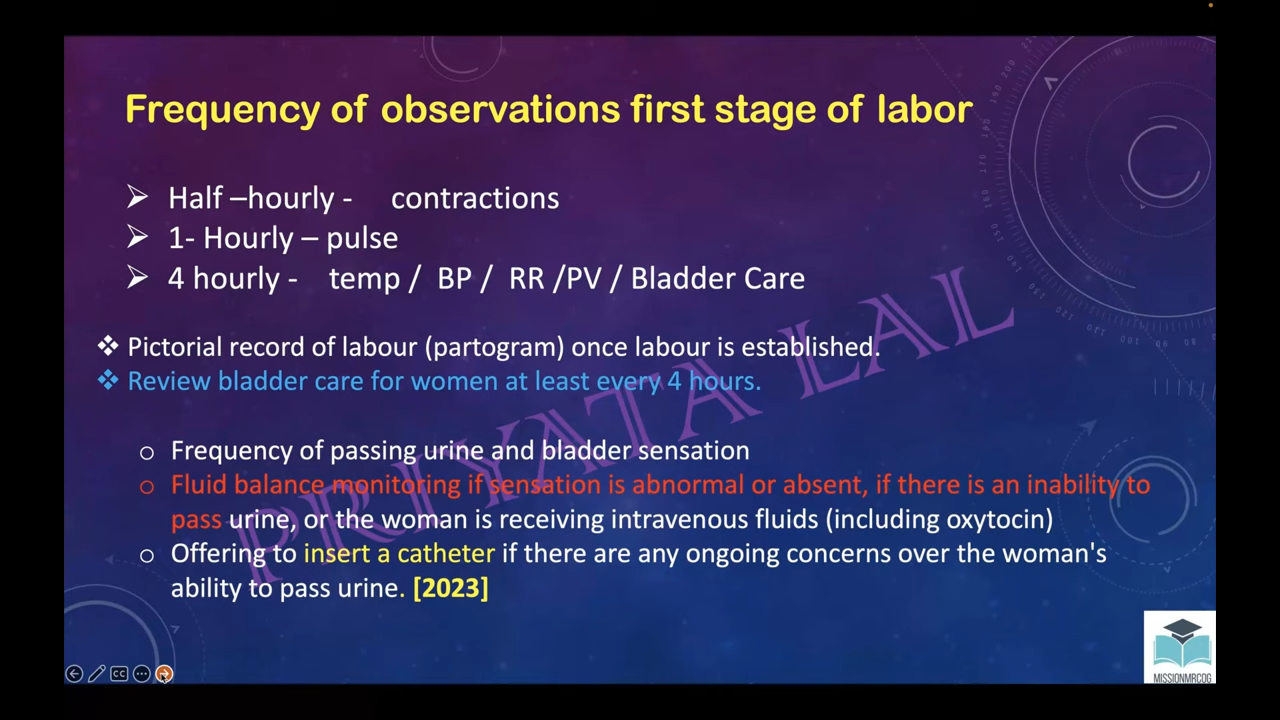 Frequency of observations first stage of labor
➢ Half –hourly - contractions
➢ 1- Hourly – pulse
➢ 4 hourly - temp / BP / RR /PV / Bladder Care
❖ Pictorial record of labour (partogram) once labour is established.
❖ Review bladder care for women at least every 4 hours.
o Frequency of passing urine and bladder sensation
o Fluid balance monitoring if sensation is abnormal or absent, if there is an inability to
pass urine, or the woman is receiving intravenous fluids (including oxytocin)
o Offering to insert a catheter if there are any ongoing concerns over the woman's
ability to pass urine. [2023]
PRIYATA LAL
CC
MISSIONMRCOG